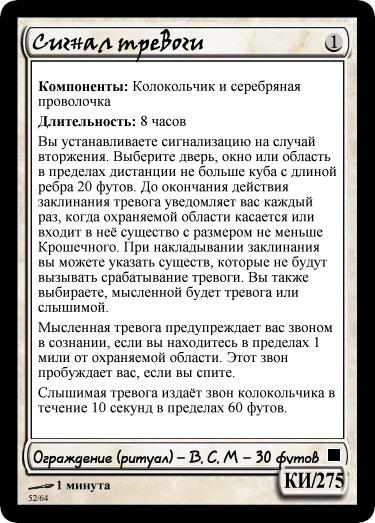 Сигнал тревоги 1
Компоненты: Колокольчик и серебряная
проволочка
Длительность: 8 часов
Вы устанавливаете сигнализацию на случай
вторжения. Выберите дверь, окно или область
в пределах дистанции не больше куба с длиной
ребра 20 футов. До окончания действия
заклинания тревога уведомляет вас каждый
раз, когда охраняемой области касается или
входит в неё существо с размером не меньше
Крошечного. При накладывании заклинания
вы можете указать существ, которые не будут
вызывать срабатывание тревоги. Вы также
выбираете, мысленной будет тревога или
слышимой.
Мысленная тревога предупреждает вас звоном
в сознании, если вы находитесь в пределах 1
мили от охраняемой области. Этот звон
пробуждает вас, если вы спите.
Слышимая тревога издаёт звон колокольчика в
течение 10 секунд в пределах 60 футов.
Ограждение (ритуал) – В, С, М – 30 футов
КИ/275
1 минута
52/64